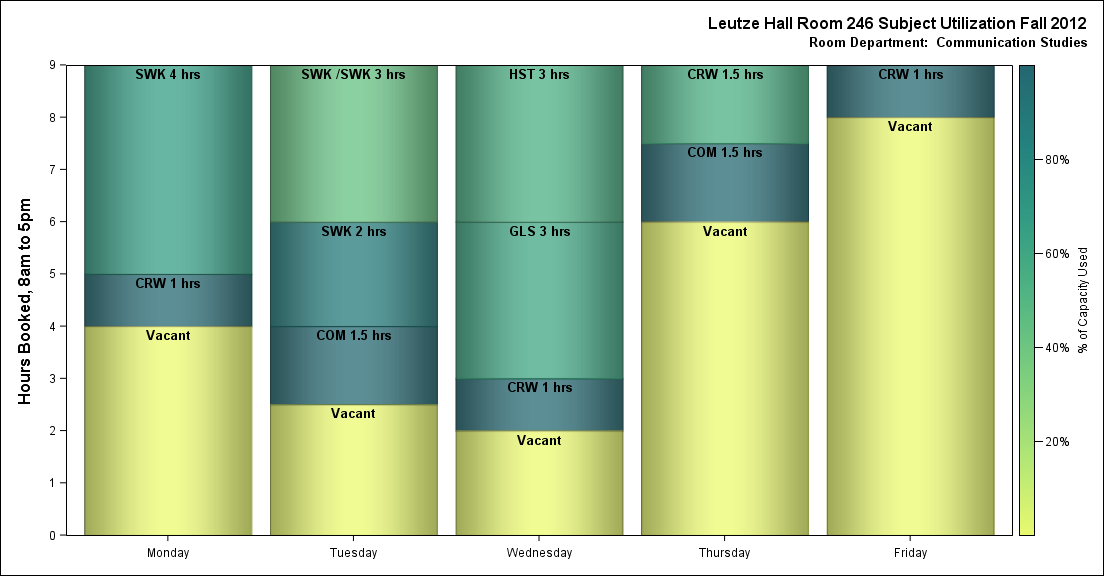 Leutze Hall Room 246 Subject Utilization Fall 2012
Room Department:  Communication Studies
Hours Booked, 8am to 5pm
9
8
7
6
5
4
3
2
1
0
SWK 4 hrs
CRW 1 hrs
Vacant
SWK /SWK 3 hrs
SWK 2 hrs
COM 1.5 hrs
Vacant
HST 3 hrs
GLS 3 hrs
CRW 1 hrs
Vacant
CRW 1.5 hrs
COM 1.5 hrs
Vacant
CRW 1 hrs
Vacant
Monday
Tuesday
Wednesday
Thursday
Friday
80%
60%
40%
20%
% of Capacity Used